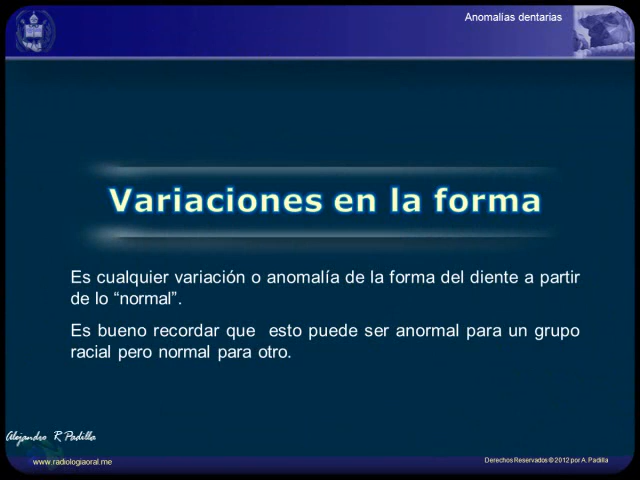 Anomalías dentarias
Variaciones en la forma
Es cualquier variación o anomalía de la forma del diente a partir
de lo “normal”.
Es bueno recordar que  esto puede ser anormal para un grupo
racial pero normal para otro.
Alejandro R Padilla
www.radiologiaoral.me
Derechos Reservados © 2012 por A. Padilla